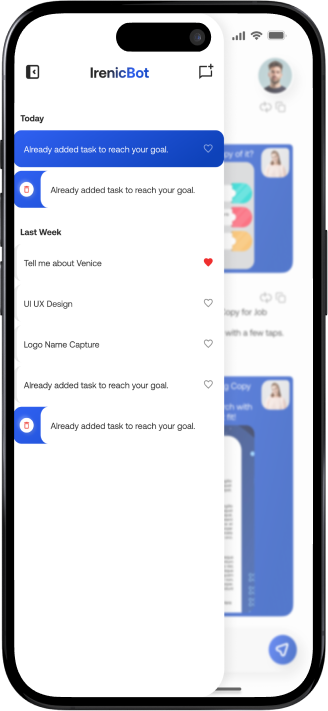 IrenicBot
Today
Already added task to reach your goal.
Already added task to reach your goal.
Last Week
Tell me about Venice
UI UX Design
Logo Name Capture
Already added task to reach your goal.
Already added task to reach your goal.
opy of it?
Copy for Job
with a few taps.
g Copy
ch with
fit!